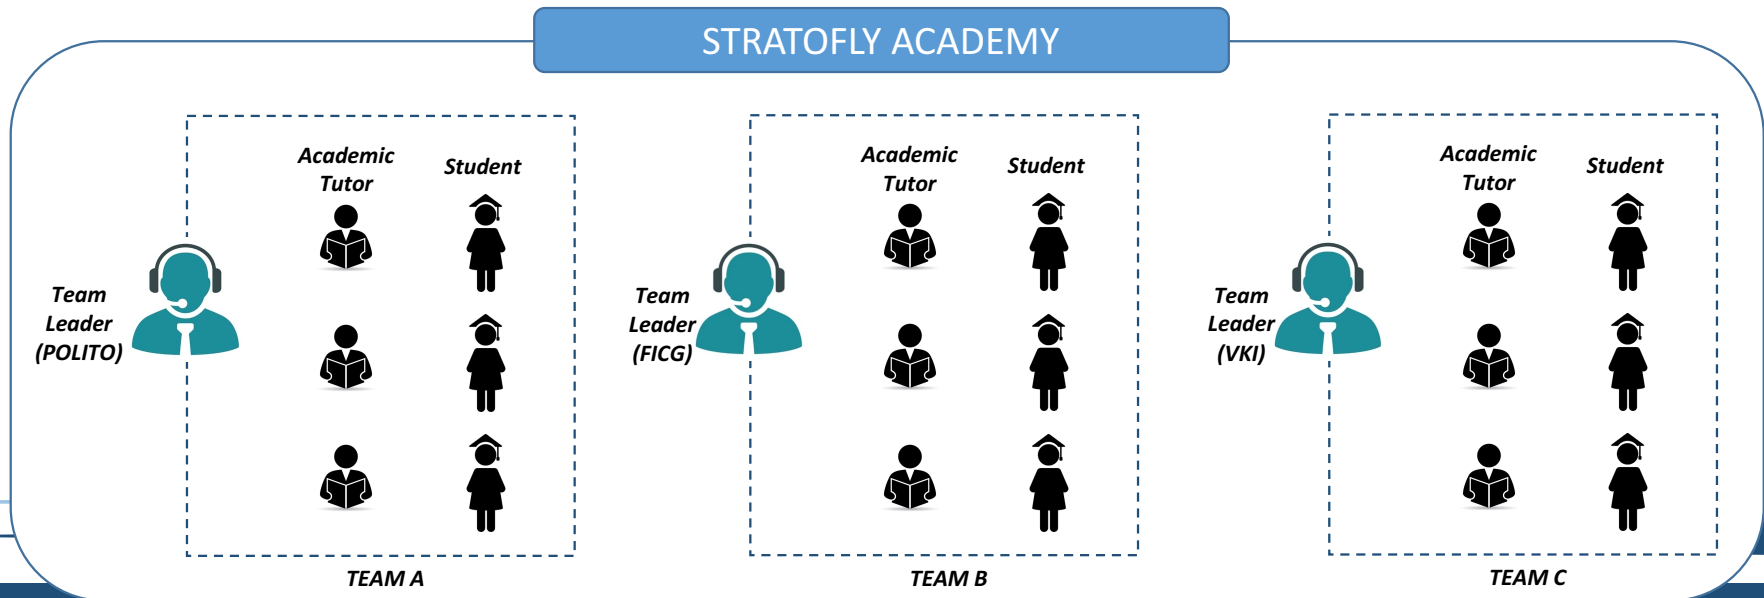 STRATOFLY ACADEMY
Academic
Tutor
Student
Team
Leader
(POLITO)
TEAM A
Academic
Tutor
Student
Team
Leader
(FICG)
TEAM B
Academic
Tutor
Student
Team
Leader
(VKI)
TEAM C